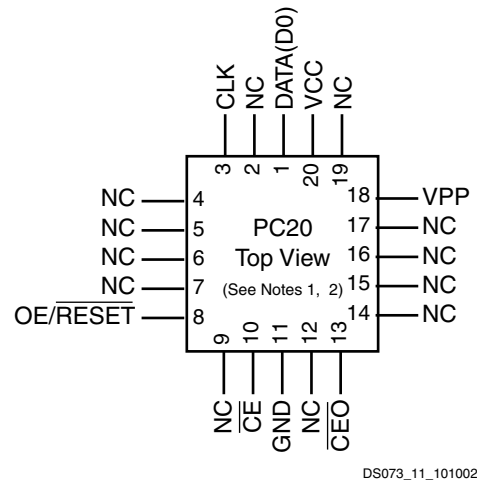 CLK
NC
DATA(D0)
VCC
NC
3
2
1
20
19
NC 4
NC 5
NC 6
NC 7
OE/RESET 8
PC20
Top View
(See Notes 1, 2)
18 VPP
17 NC
16 NC
15 NC
14 NC
9
10
11
12
13
NC
CE
GND
NC
CEO
DS073_11_101002